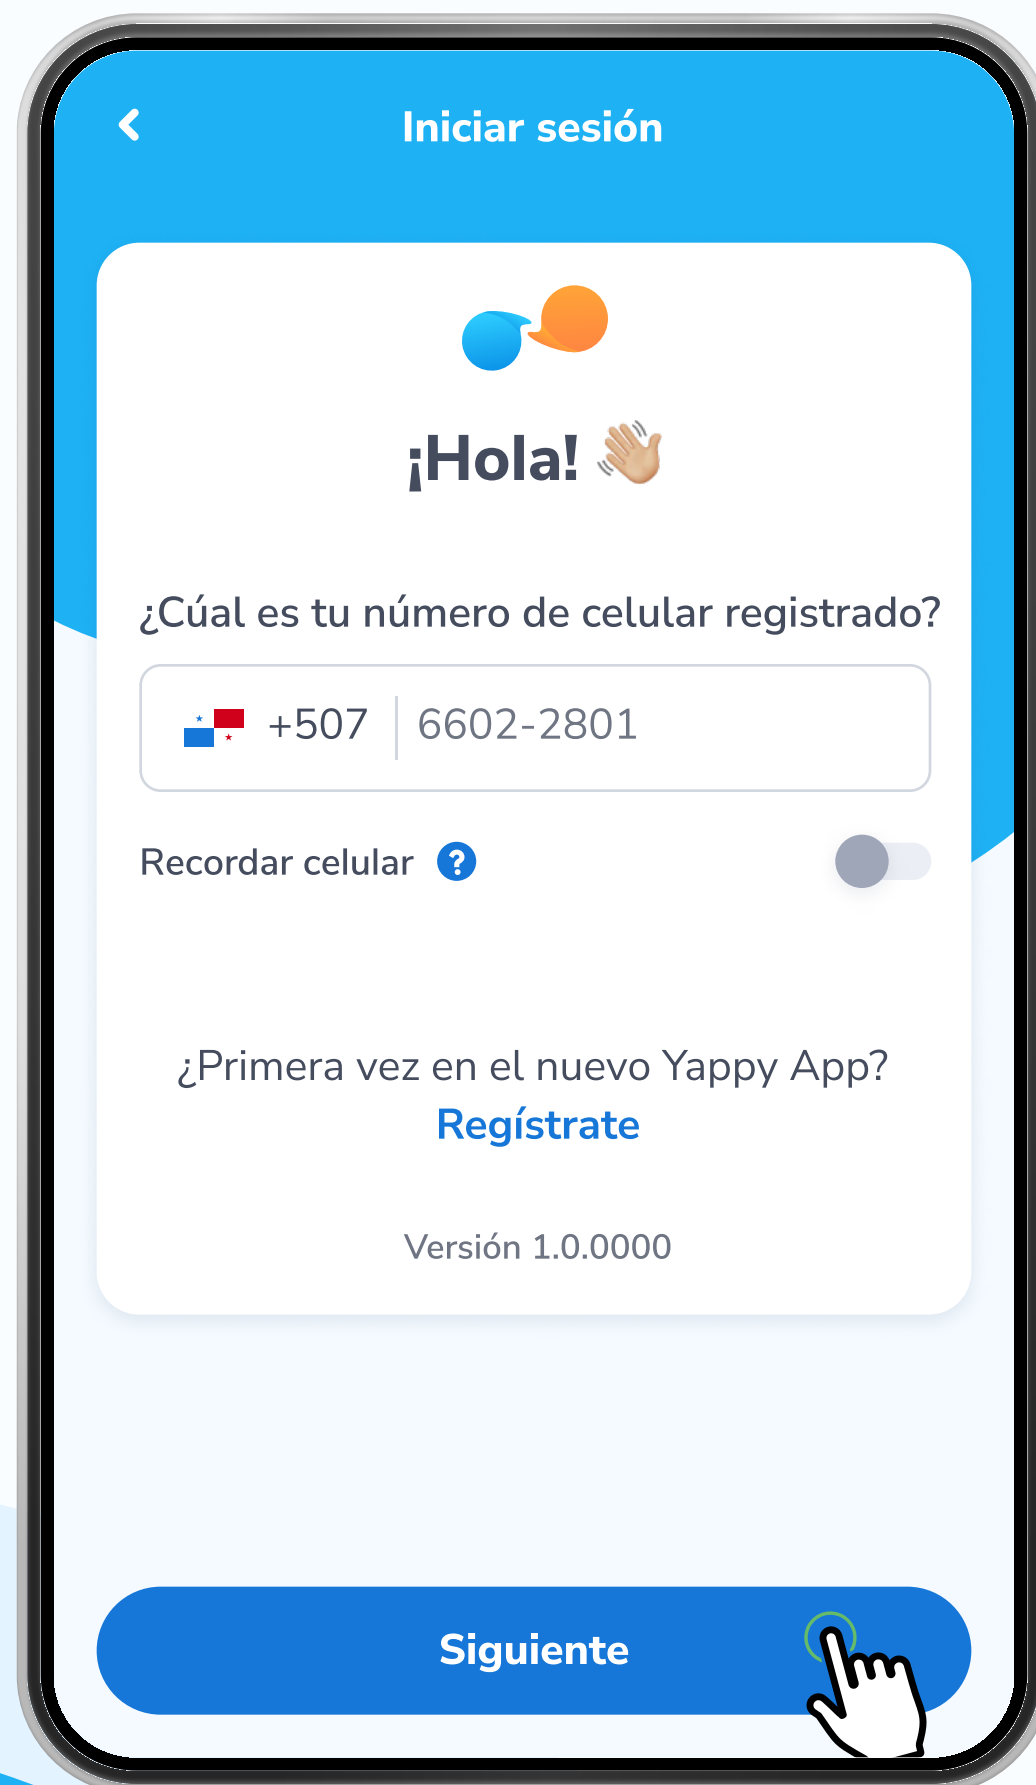 Iniciar sesión
¡Hola! 👋🏼
¿Cúal es tu número de celular registrado?
+507 6602-2801
Recordar celular ?
¿Primera vez en el nuevo Yappy App?
Regístrate
Versión 1.0.0000
Siguiente